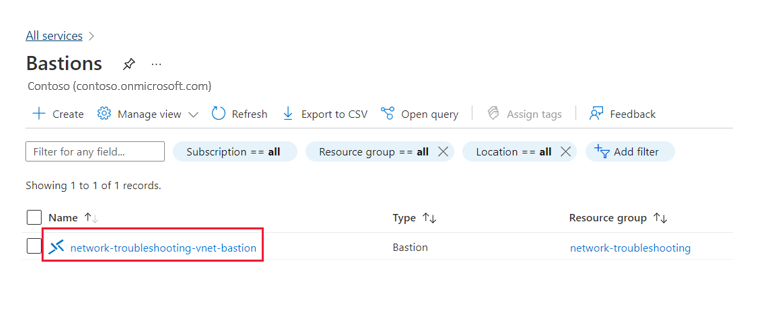 All services
Bastions
Contoso (contoso.onmicrosoft.com)
Create Manage view Refresh Export to CSV Open query Assign tags Feedback
Filter for any field... Subscription == all Resource group == all Location == all Add filter
Showing 1 to 1 of 1 records.
Name Type Resource group
network-troubleshooting-vnet-bastion Bastion network-troubleshooting